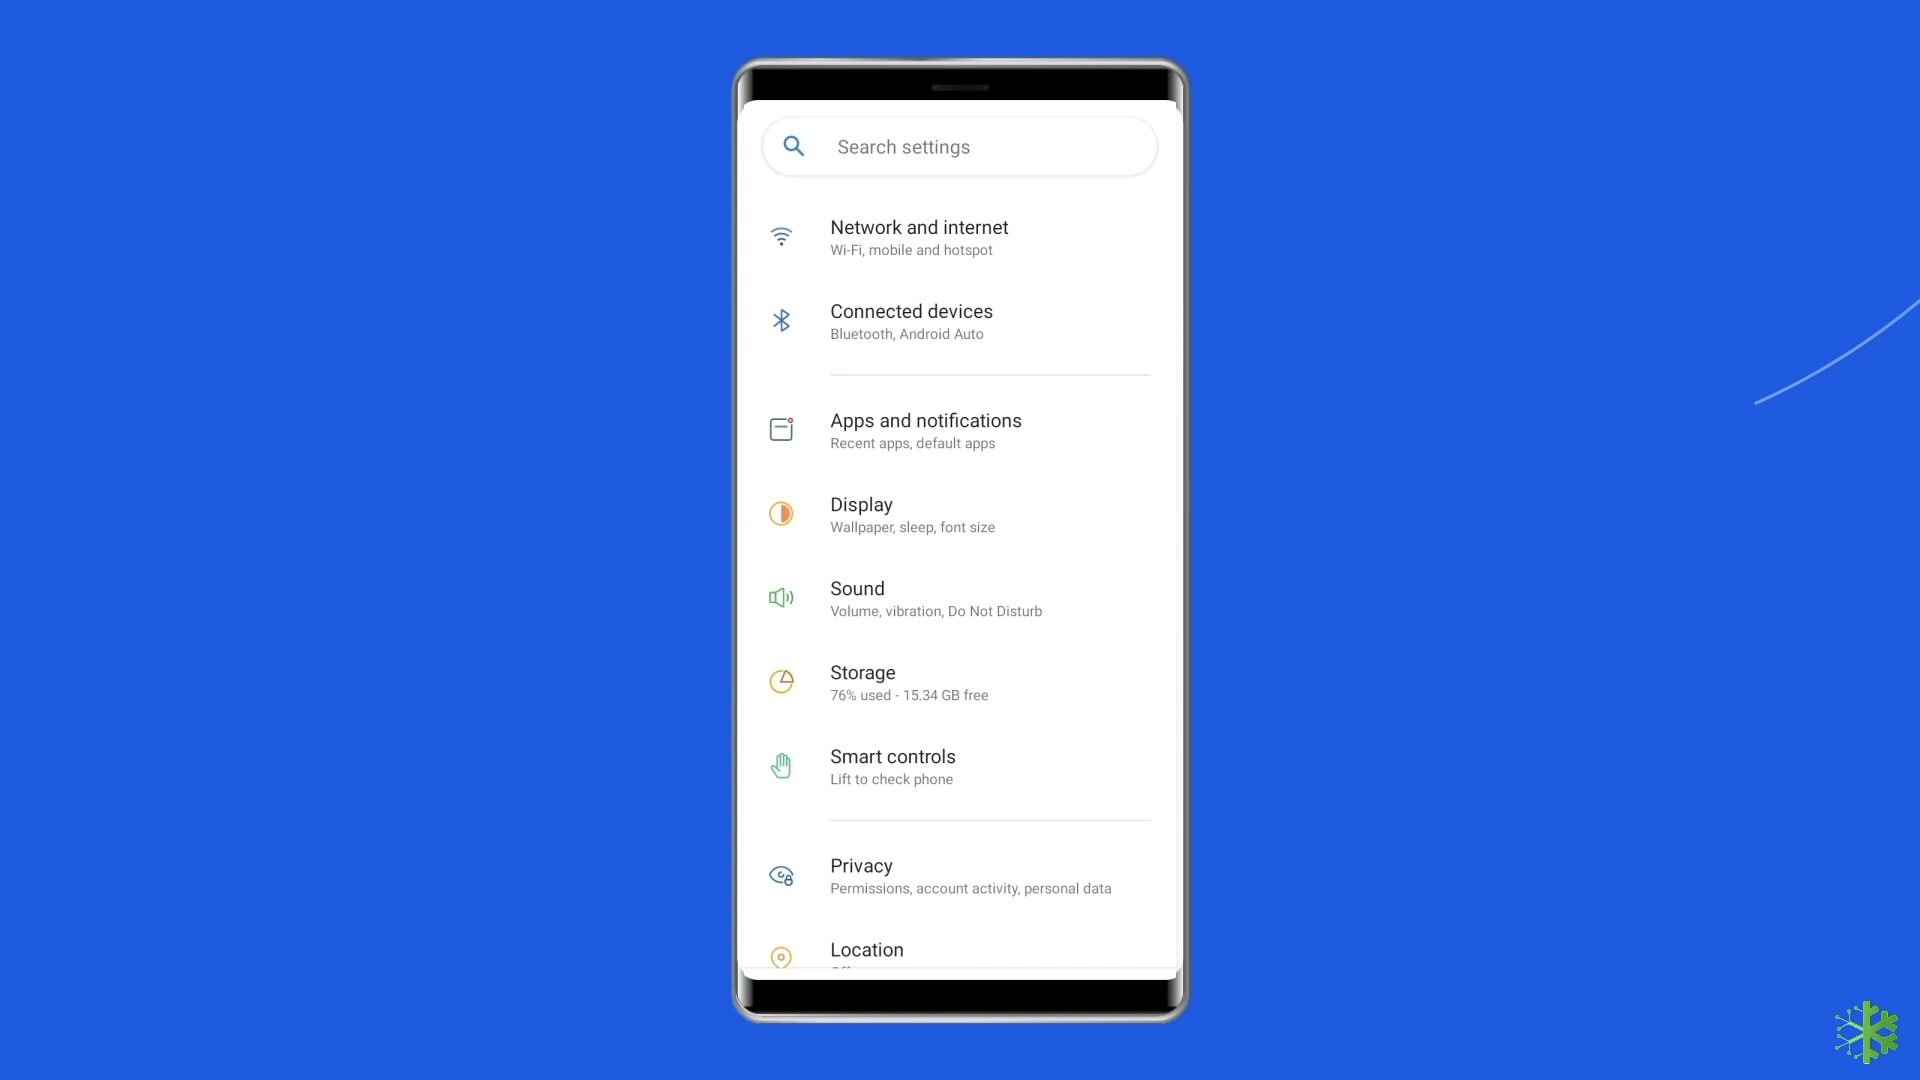 Search settings
Network and internet
Wi-Fi, mobile and hotspot
Connected devices
Bluetooth, Android Auto
Apps and notifications
Recent apps, default apps
Display
Wallpaper, sleep, font size
Sound
Volume, vibration, Do Not Disturb
Storage
76% used - 15.34 GB free
Smart controls
Lift to check phone
Privacy
Permissions, account activity, personal data
Location